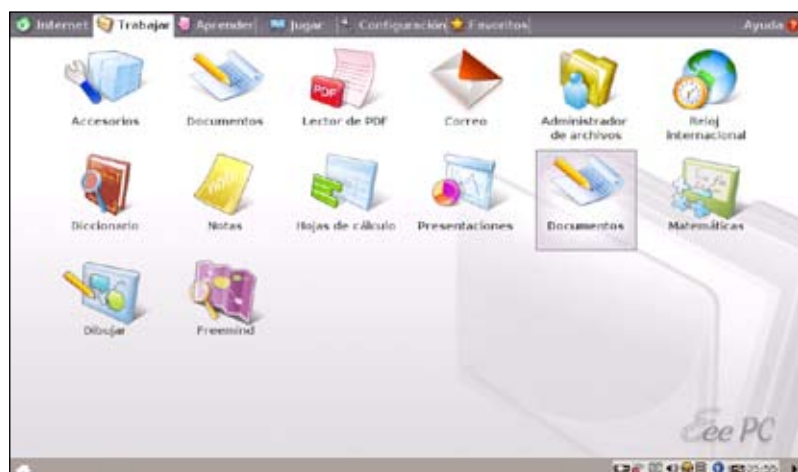 Internet Trabajar Aprender Jugar Configuración Favoritos Ayuda
Accesorios Documentos Lector de PDF Correo Administrador de archivos Reloj internacional
Diccionario Notas Hojas de cálculo Presentaciones Documentos Matemáticas
Dibujar Freemind
Eee PC